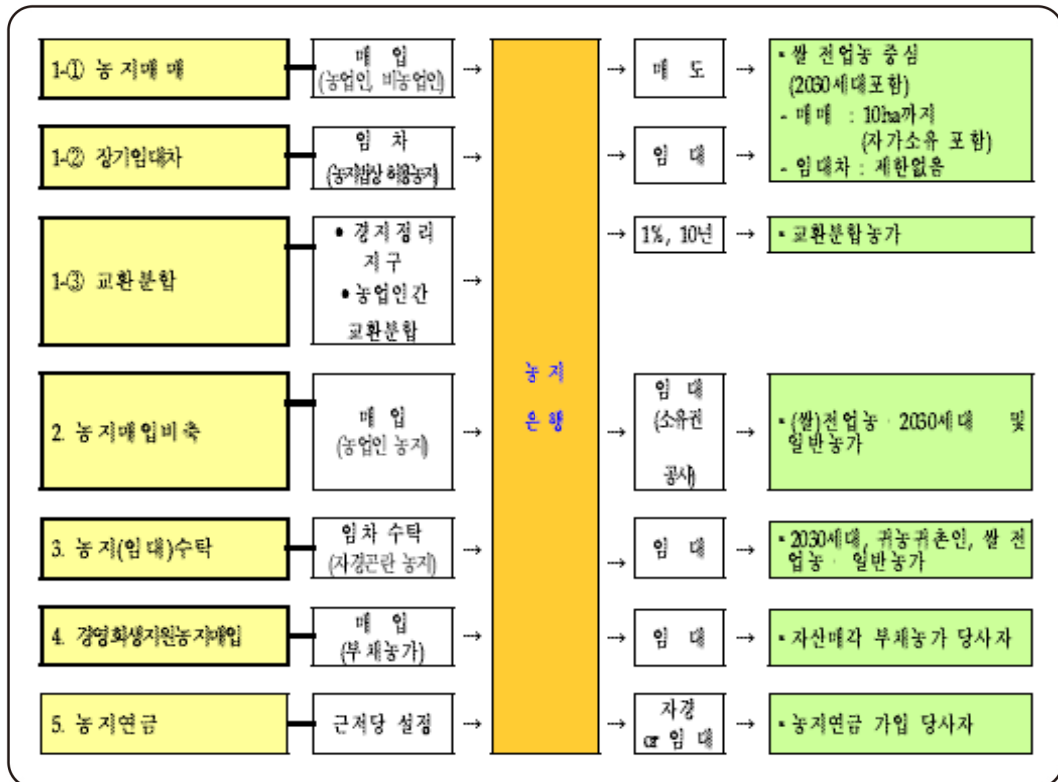 1-① 농지매매
매 입
(농업인, 비농업인)
→
→
매 도
→
▪ 쌀 전업농 중심
(2030세대포함)
- 매매 : 10ha까지
(자가소유 포함)
- 임대차 : 제한없음
1-② 장기임대차
임 차
(농지법상 허용농지)
→
→
임 대
→
1-③ 교환분합
• 경지정리
지구
• 농업인간
교환분합
→
→
1%, 10년
→
▪ 교환분합농가
농 지
은 행
2. 농지매입비축
매 입
(농업인 농지)
→
→
임 대
(소유권
공사)
→
▪ (쌀)전업농· 2030세대 및
일반농가
3. 농지(임대)수탁
임차 수탁
(자경곤란 농지)
→
→
임 대
→
▪ 2030세대, 귀농귀촌인, 쌀 전
업농· 일반농가
4. 경영회생지원농지매입
매 입
(부채농가)
→
→
임 대
→
▪ 자산매각 부채농가 당사자
5. 농지연금
근저당 설정
→
→
자경
or 임 대
→
▪ 농지연금 가입 당사자